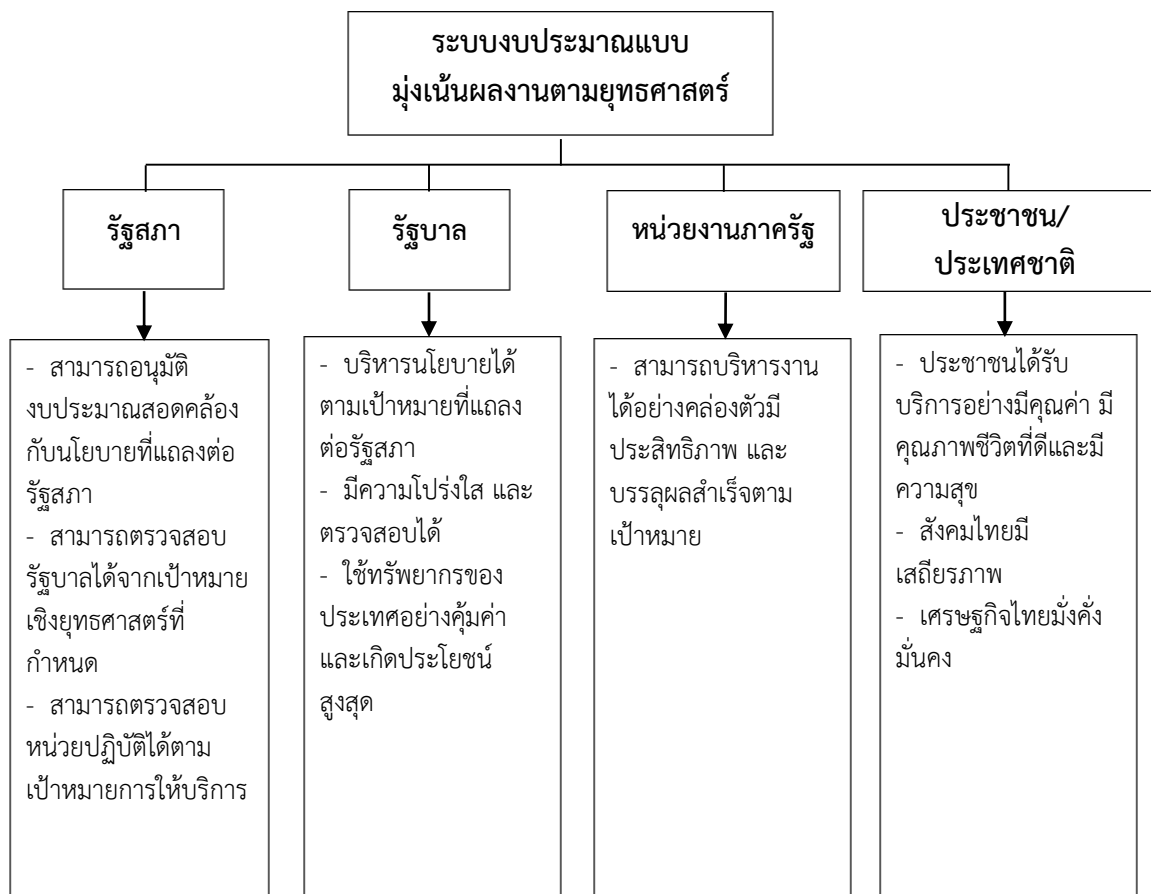 ระบบงบประมาณแบบ
มุ่งเน้นผลงานตามยุทธศาสตร์
รัฐสภา
รัฐบาล
หน่วยงานภาครัฐ
ประชาชน/
ประเทศชาติ
- สามารถอนุมัติ
งบประมาณสอดคล้อง
กับนโยบายที่แถลงต่อ
รัฐสภา
- สามารถตรวจสอบ
รัฐบาลได้จากเป้าหมาย
เชิงยุทธศาสตร์ที่
กำหนด
- สามารถตรวจสอบ
หน่วยปฏิบัติได้ตาม
เป้าหมายการให้บริการ
- บริหารนโยบายได้
ตามเป้าหมายที่แถลง
ต่อรัฐสภา
- มีความโปร่งใส และ
ตรวจสอบได้
- ใช้ทรัพยากรของ
ประเทศอย่างคุ้มค่า
และเกิดประโยชน์
สูงสุด
- สามารถบริหารงาน
ได้อย่างคล่องตัวมี
ประสิทธิภาพ และ
บรรลุผลสำเร็จตาม
เป้าหมาย
- ประชาชนได้รับ
บริการอย่างมีคุณค่า มี
คุณภาพชีวิตที่ดีและมี
ความสุข
- สังคมไทยมี
เสถียรภาพ
- เศรษฐกิจไทยมั่งคั่ง
มั่นคง